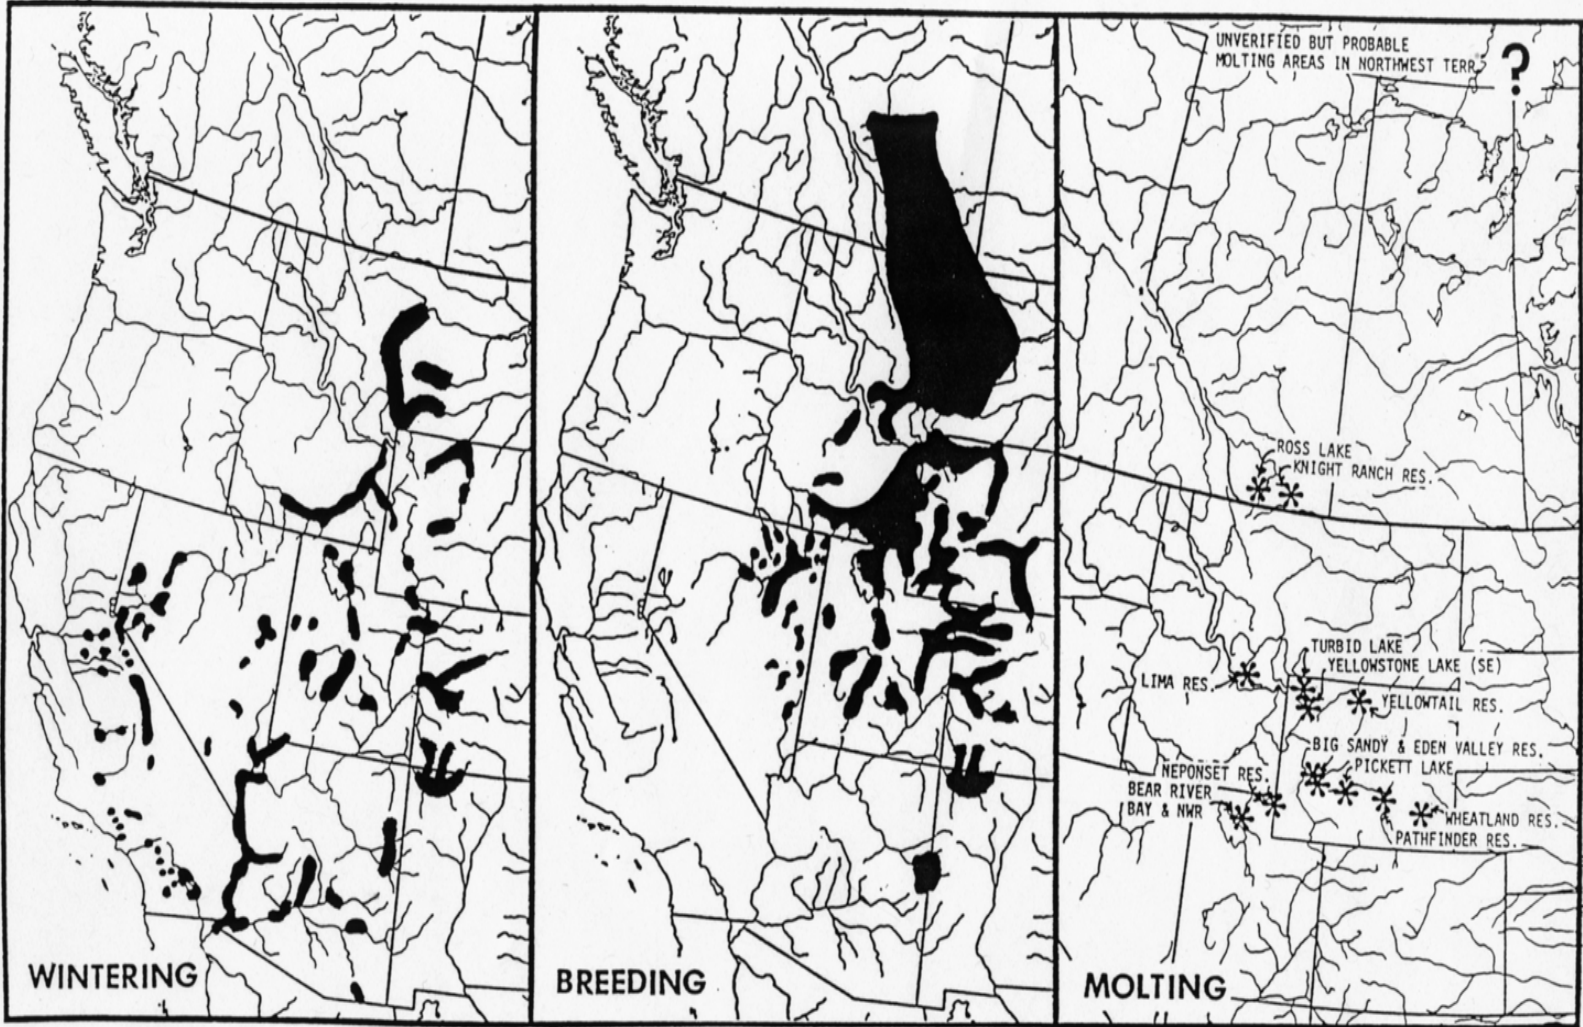 UNVERIFIED BUT PROBABLE
MOLTING AREAS IN NORTHWEST TERR.
?
ROSS LAKE
KNIGHT RANCH RES.
TURBID LAKE
YELLOWSTONE LAKE (SE)
LIMA RES.
YELLOWTAIL RES.
BIG SANDY & EDEN VALLEY RES.
PICKETT LAKE
NEPONSET RES.
BEAR RIVER
BAY & NWR
WHEATLAND RES.
PATHFINDER RES.
WINTERING
BREEDING
MOLTING